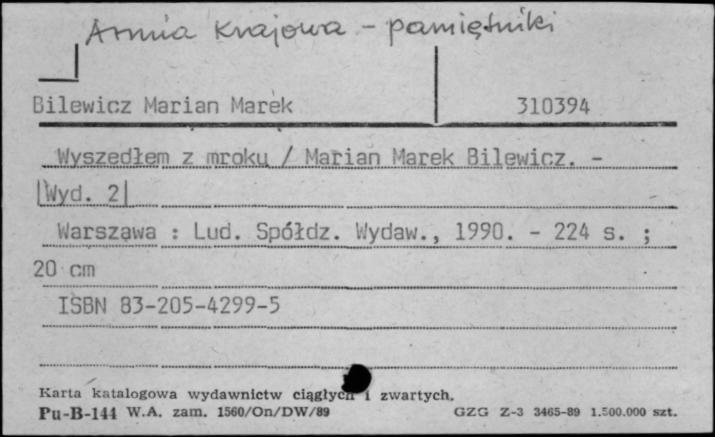 Armia Krajowa - pamiętniki
Bilewicz Marian Marek 310394
Wyszedłem z mroku / Marian Marek Bilewicz. -
|Wyd. 2|
Warszawa : Lud. Spółdz. Wydaw., 1990. - 224 s. ;
20 cm
ISBN 83-205-4299-5
Karta katalogowa wydawnictw ciągłych i zwartych.
Pu-B-144 W.A. zam. 1560/On/DW/89 GZG Z-3 3465-89 1.500.000 szt.